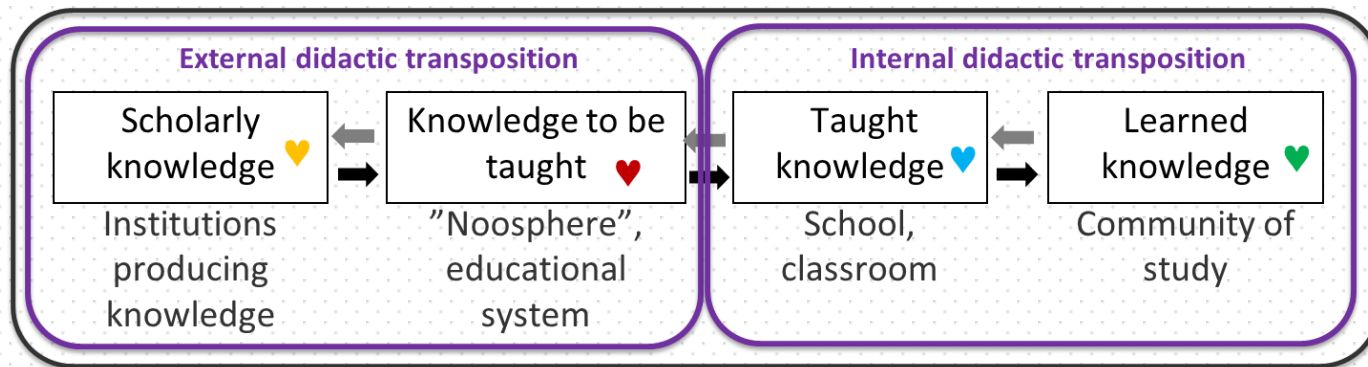 External didactic transposition
Internal didactic transposition
Scholarly
knowledge
Knowledge to be
taught
Taught
knowledge
Learned
knowledge
Institutions
producing
knowledge
”Noosphere”,
educational
system
School,
classroom
Community of
study